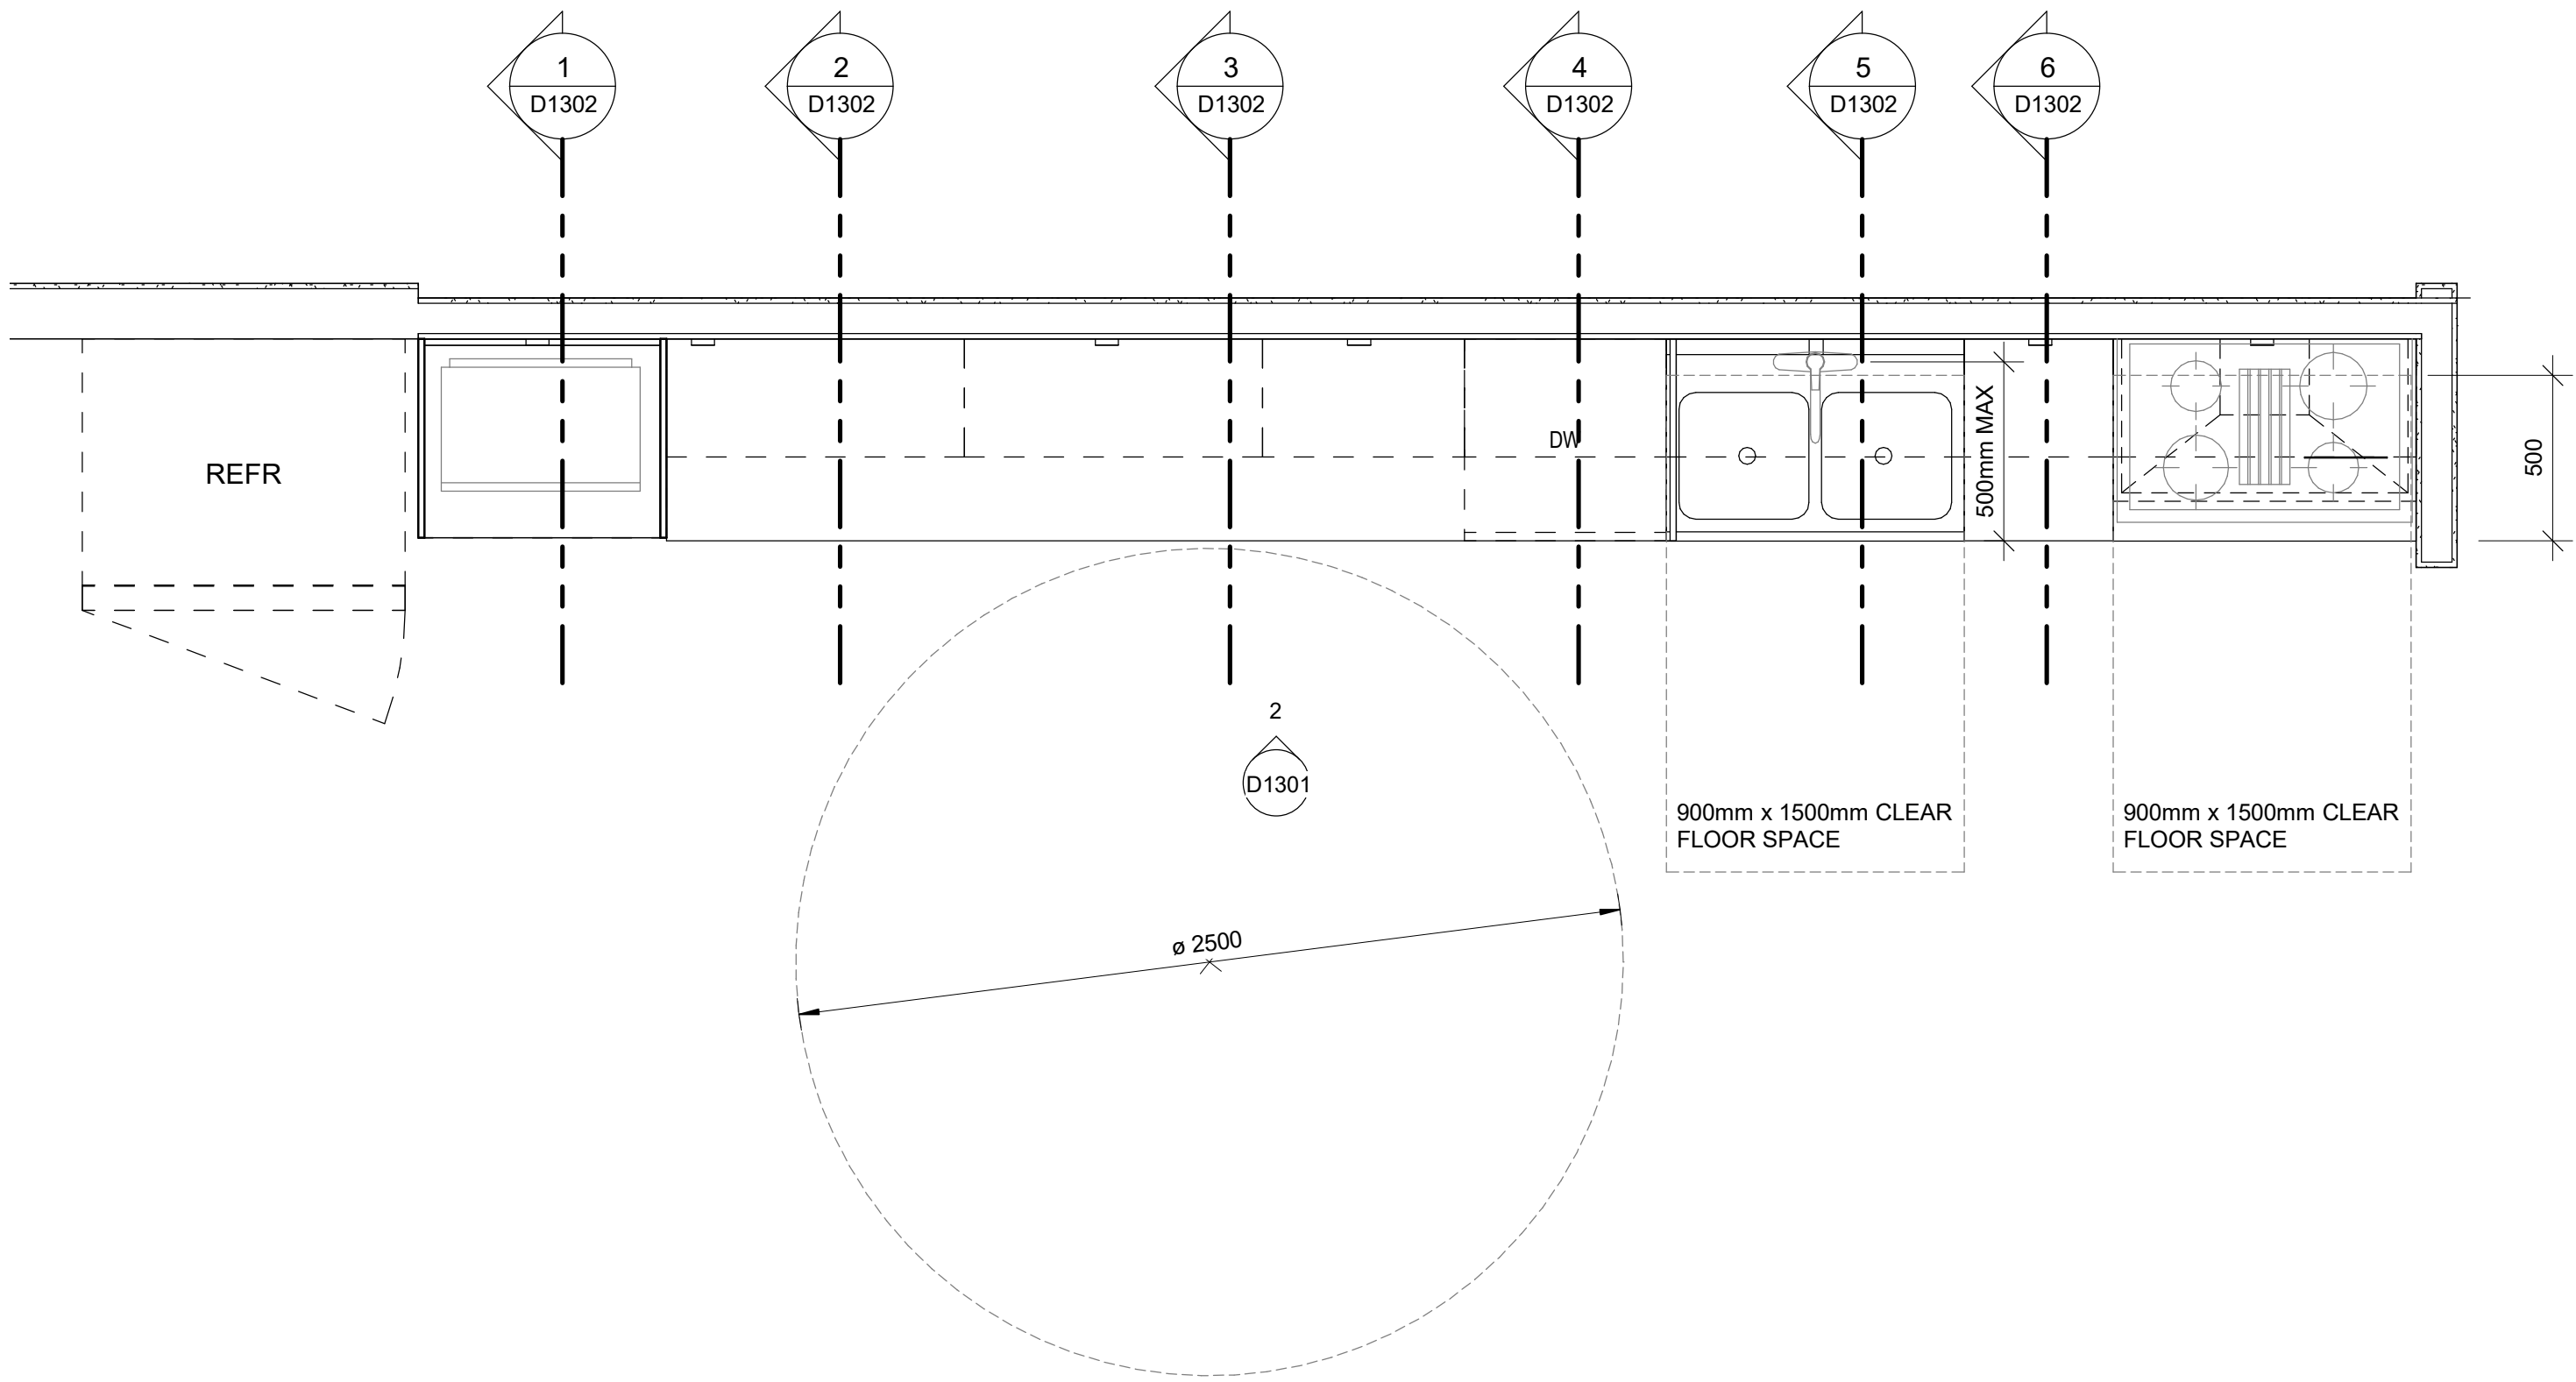 1
D1302
2
D1302
3
D1302
4
D1302
5
D1302
6
D1302
REFR
DW
500mm MAX
500
2
D1301
900mm x 1500mm CLEAR
FLOOR SPACE
900mm x 1500mm CLEAR
FLOOR SPACE
ø 2500